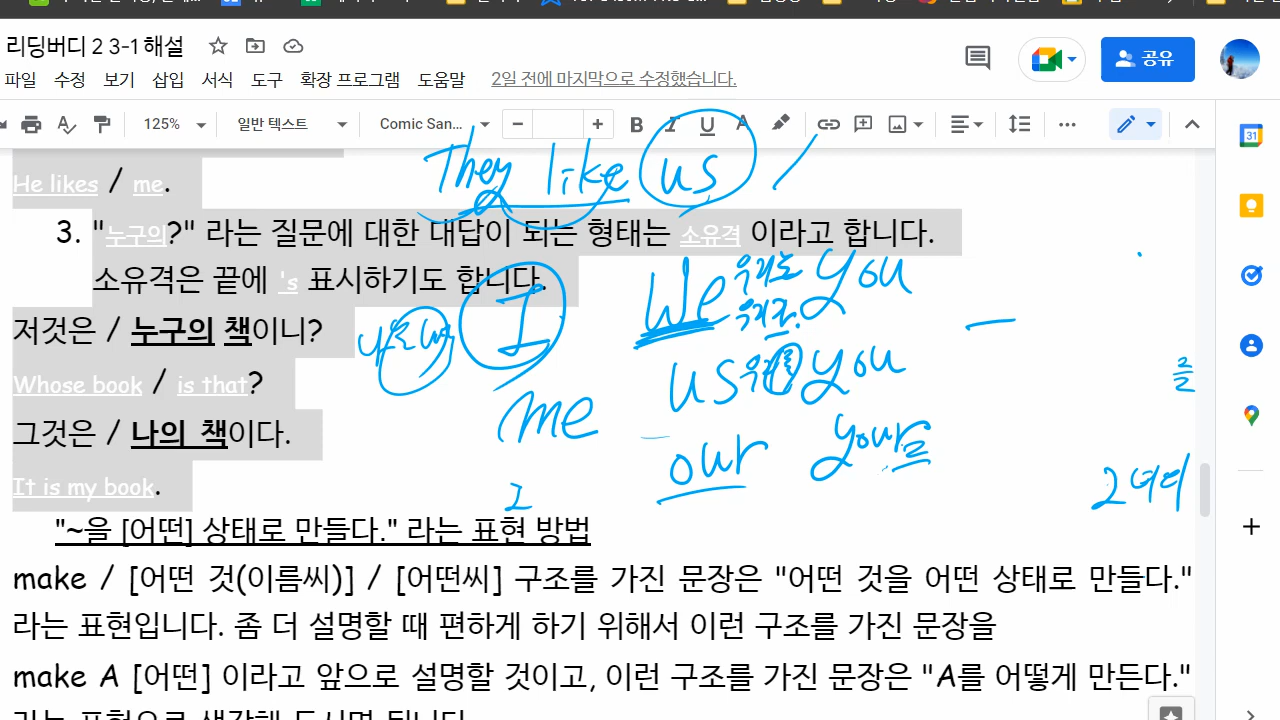 리딩버디 2 3-1 해설
파일 수정 보기 삽입 서식 도구 확장 프로그램 도움말 2일 전에 마지막으로 수정했습니다.
공유
125% 일반 텍스트 Comic San... − + B I U A
They like us
He likes / me.
3. "누구의?" 라는 질문에 대한 대답이 되는 형태는 소유격 이라고 합니다.
소유격은 끝에 's 표시하기도 합니다.
I We 우리는 you
저것은 / 누구의 책이니?
us 우리를 you
Whose book / is that?
me
그것은 / 나의 책이다.
our your
It is my book.
"~을 [어떤] 상태로 만들다." 라는 표현 방법
make / [어떤 것(이름씨)] / [어떤씨] 구조를 가진 문장은 "어떤 것을 어떤 상태로 만들다."
라는 표현입니다. 좀 더 설명할 때 편하게 하기 위해서 이런 구조를 가진 문장을
make A [어떤] 이라고 앞으로 설명할 것이고, 이런 구조를 가진 문장은 "A를 어떻게 만든다."